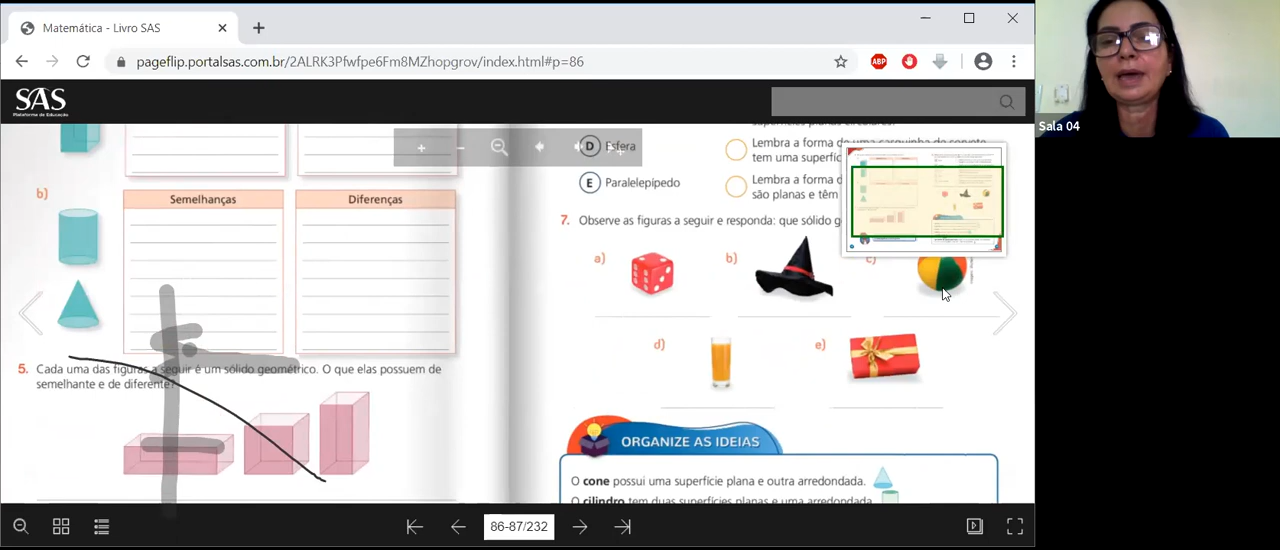 Matemática - Livro SAS
pageflip.portalsas.com.br/2ALRK3Pfwfpe6Fm8MZhopgrov/index.html#p=86
ABP
SAS
Plataforma de Educação
Sala 04
b)
Semelhanças
Diferenças
5. Cada uma das figuras a seguir é um sólido geométrico. O que elas possuem de
semelhante e de diferente?
superfícies planas circulares.
D Esfera
Lembra a forma de uma casquinha de sorvete
tem uma superfíc
E Paralelepípedo
Lembra a forma d
são planas e têm
7. Observe as figuras a seguir e responda: que sólido g
a)
b)
c)
d)
e)
ORGANIZE AS IDEIAS
O cone possui uma superfície plana e outra arredondada.
O cilindro tem duas superfícies planas e uma arredondada
86-87/232